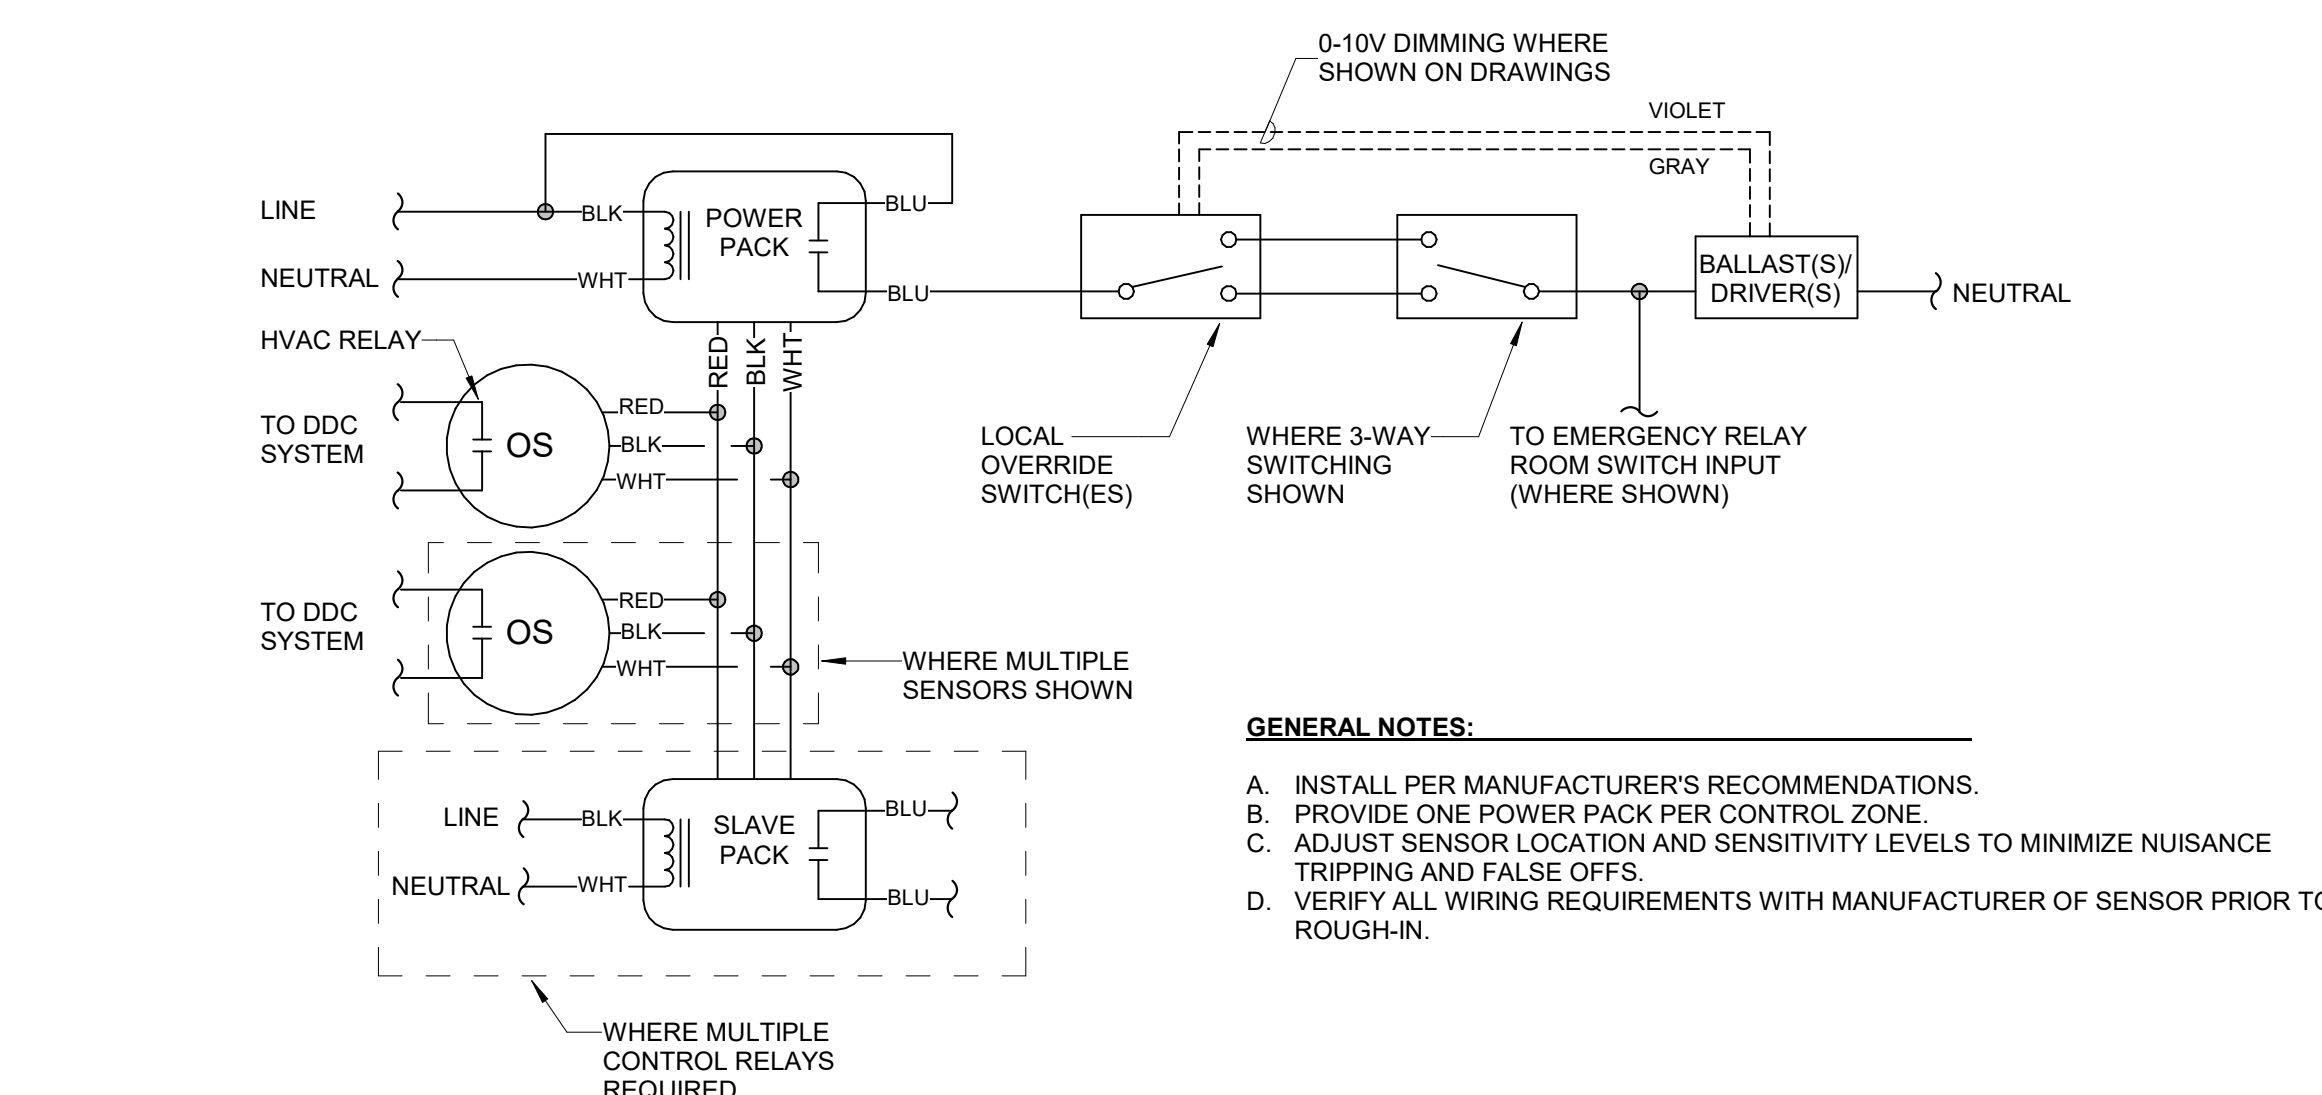 0-10V DIMMING WHERE
SHOWN ON DRAWINGS
VIOLET
GRAY
LINE
BLK
POWER
PACK
BLU
NEUTRAL
WHT
BLU
BALLAST(S)/
DRIVER(S)
NEUTRAL
HVAC RELAY
RED
BLK
WHT
TO DDC
SYSTEM
OS
RED
BLK
WHT
LOCAL
OVERRIDE
SWITCH(ES)
WHERE 3-WAY
SWITCHING
SHOWN
TO EMERGENCY RELAY
ROOM SWITCH INPUT
(WHERE SHOWN)
TO DDC
SYSTEM
OS
RED
BLK
WHT
WHERE MULTIPLE
SENSORS SHOWN
LINE
BLK
SLAVE
PACK
BLU
NEUTRAL
WHT
BLU
WHERE MULTIPLE
CONTROL RELAYS
REQUIRED
GENERAL NOTES:
A. INSTALL PER MANUFACTURER'S RECOMMENDATIONS.
B. PROVIDE ONE POWER PACK PER CONTROL ZONE.
C. ADJUST SENSOR LOCATION AND SENSITIVITY LEVELS TO MINIMIZE NUISANCE
TRIPPING AND FALSE OFFS.
D. VERIFY ALL WIRING REQUIREMENTS WITH MANUFACTURER OF SENSOR PRIOR TO
ROUGH-IN.